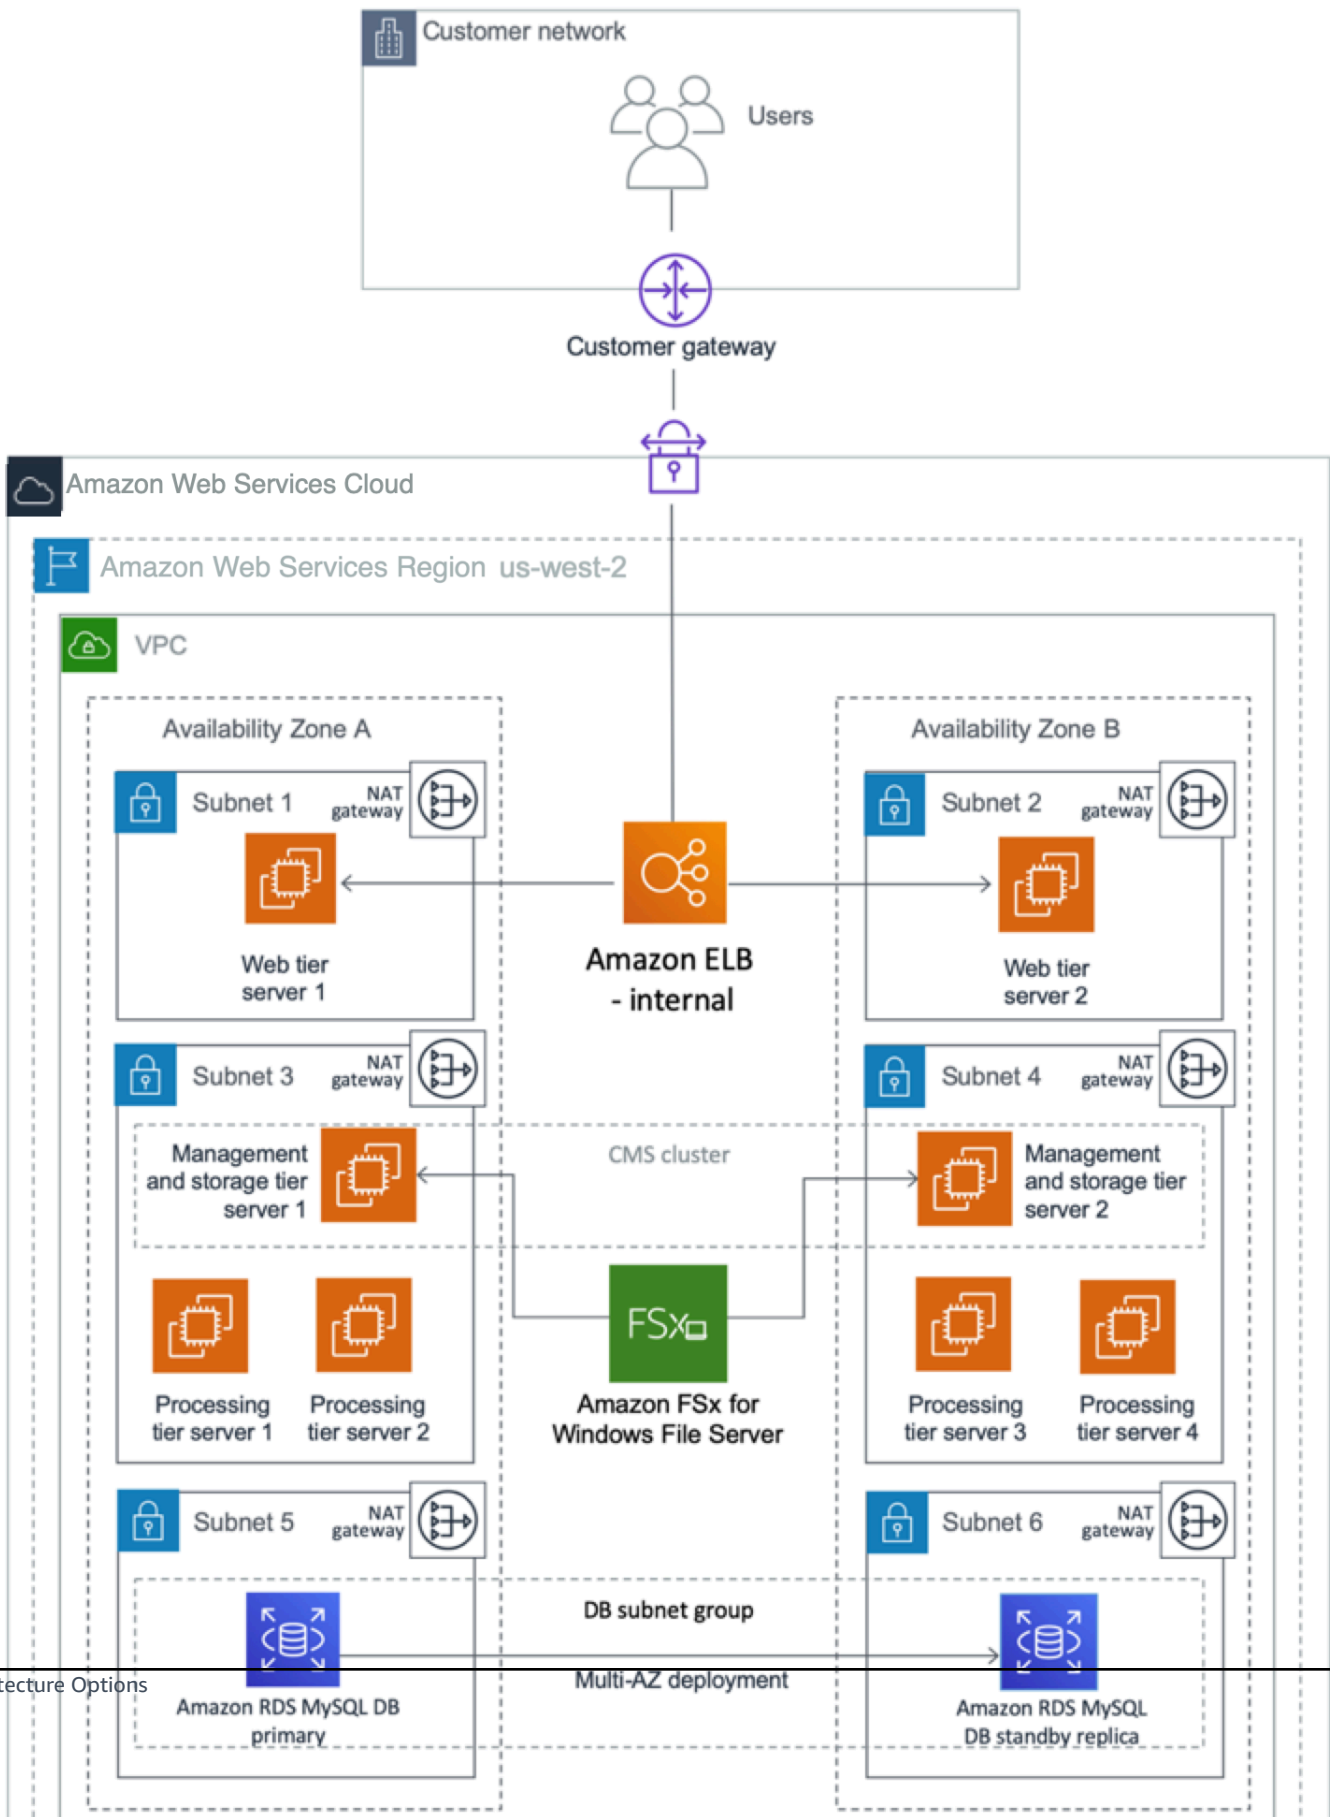 Customer network
Users
Customer gateway
Amazon Web Services Cloud
Amazon Web Services Region us-west-2
VPC
Availability Zone A
Availability Zone B
Subnet 1
NAT
gateway
Subnet 2
NAT
gateway
Web tier
server 1
Amazon ELB
- internal
Web tier
server 2
Subnet 3
NAT
gateway
Subnet 4
NAT
gateway
Management
and storage tier
server 1
CMS cluster
Management
and storage tier
server 2
FSx
Processing
tier server 1
Processing
tier server 2
Amazon FSx for
Windows File Server
Processing
tier server 3
Processing
tier server 4
Subnet 5
NAT
gateway
Subnet 6
NAT
gateway
DB subnet group
Multi-AZ deployment
tecture Options
Amazon RDS MySQL DB
primary
Amazon RDS MySQL
DB standby replica